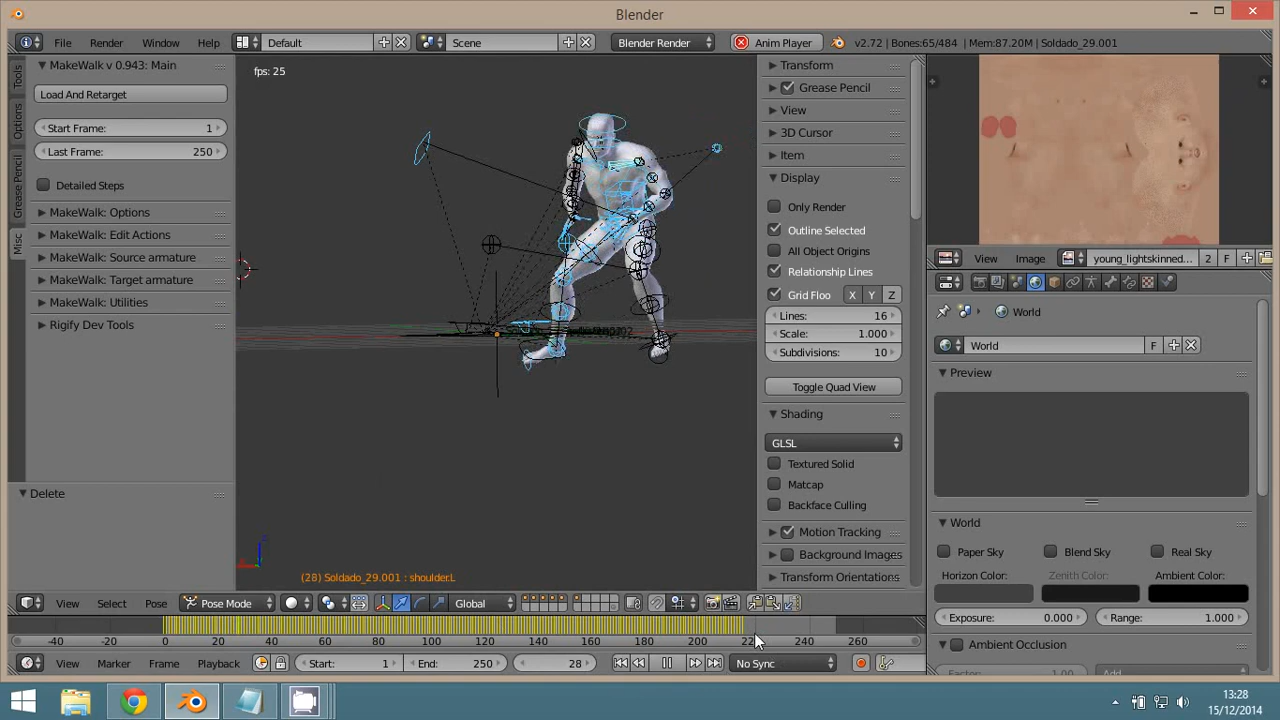 Blender
File Render Window Help Default Scene Blender Render Anim Player v2.72 | Bones:65/484 | Mem:87.20M | Soldado_29.001
Tools
Options
Grease Pencil
Misc
MakeWalk v 0.943: Main
Load And Retarget
Start Frame: 1
Last Frame: 250
Detailed Steps
MakeWalk: Options
MakeWalk: Edit Actions
MakeWalk: Source armature
MakeWalk: Target armature
MakeWalk: Utilities
Rigify Dev Tools
Delete
fps: 25
(28) Soldado_29.001 : shoulder.L
Transform
Grease Pencil
View
3D Cursor
Item
Display
Only Render
Outline Selected
All Object Origins
Relationship Lines
Grid Floo X Y Z
Lines: 16
Scale: 1.000
Subdivisions: 10
Toggle Quad View
Shading
GLSL
Textured Solid
Matcap
Backface Culling
Motion Tracking
Background Images
Transform Orientations
View Image young_lightskinned... 2 F
World
World F
Preview
World
Paper Sky Blend Sky Real Sky
Horizon Color: Zenith Color: Ambient Color:
Exposure: 0.000 Range: 1.000
Ambient Occlusion
Factor: 1.00 Add
View Select Pose Pose Mode Global
-40 -20 0 20 40 60 80 100 120 140 160 180 200 220 240 260
View Marker Frame Playback Start: 1 End: 250 28 No Sync
13:28
15/12/2014